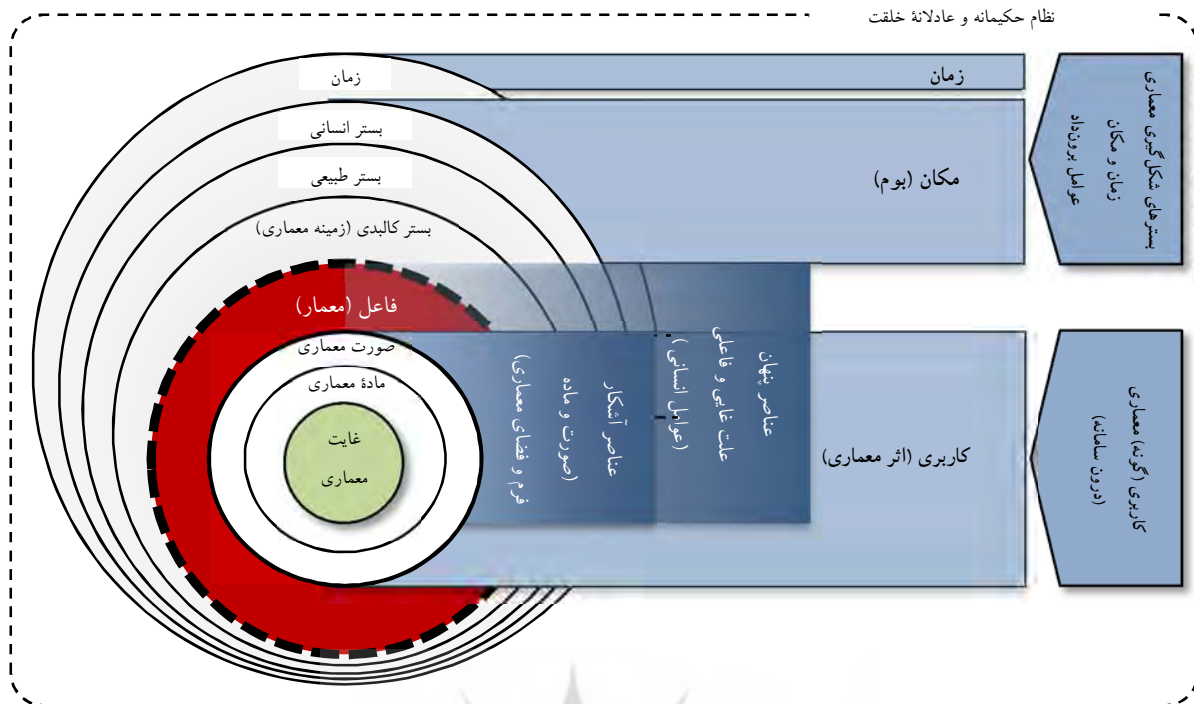 نظام حکیمانه و عادلانهٔ خلقت
بسترهای شکل‌گیری معماری
زمان و مکان
عوامل برون‌داد
زمان
مکان (بوم)
زمان
بستر انسانی
بستر طبیعی
بستر کالبدی (زمینه معماری)
فاعل (معمار)
صورت معماری
مادهٔ معماری
غایت
معماری
کاربری (گونه) معماری
(درون سامانه)
کاربری (اثر معماری)
عناصر پنهان
علت غایی و فاعلی
(عوامل انسانی )
عناصر آشکار
(صورت و ماده
فرم و فضای معماری)